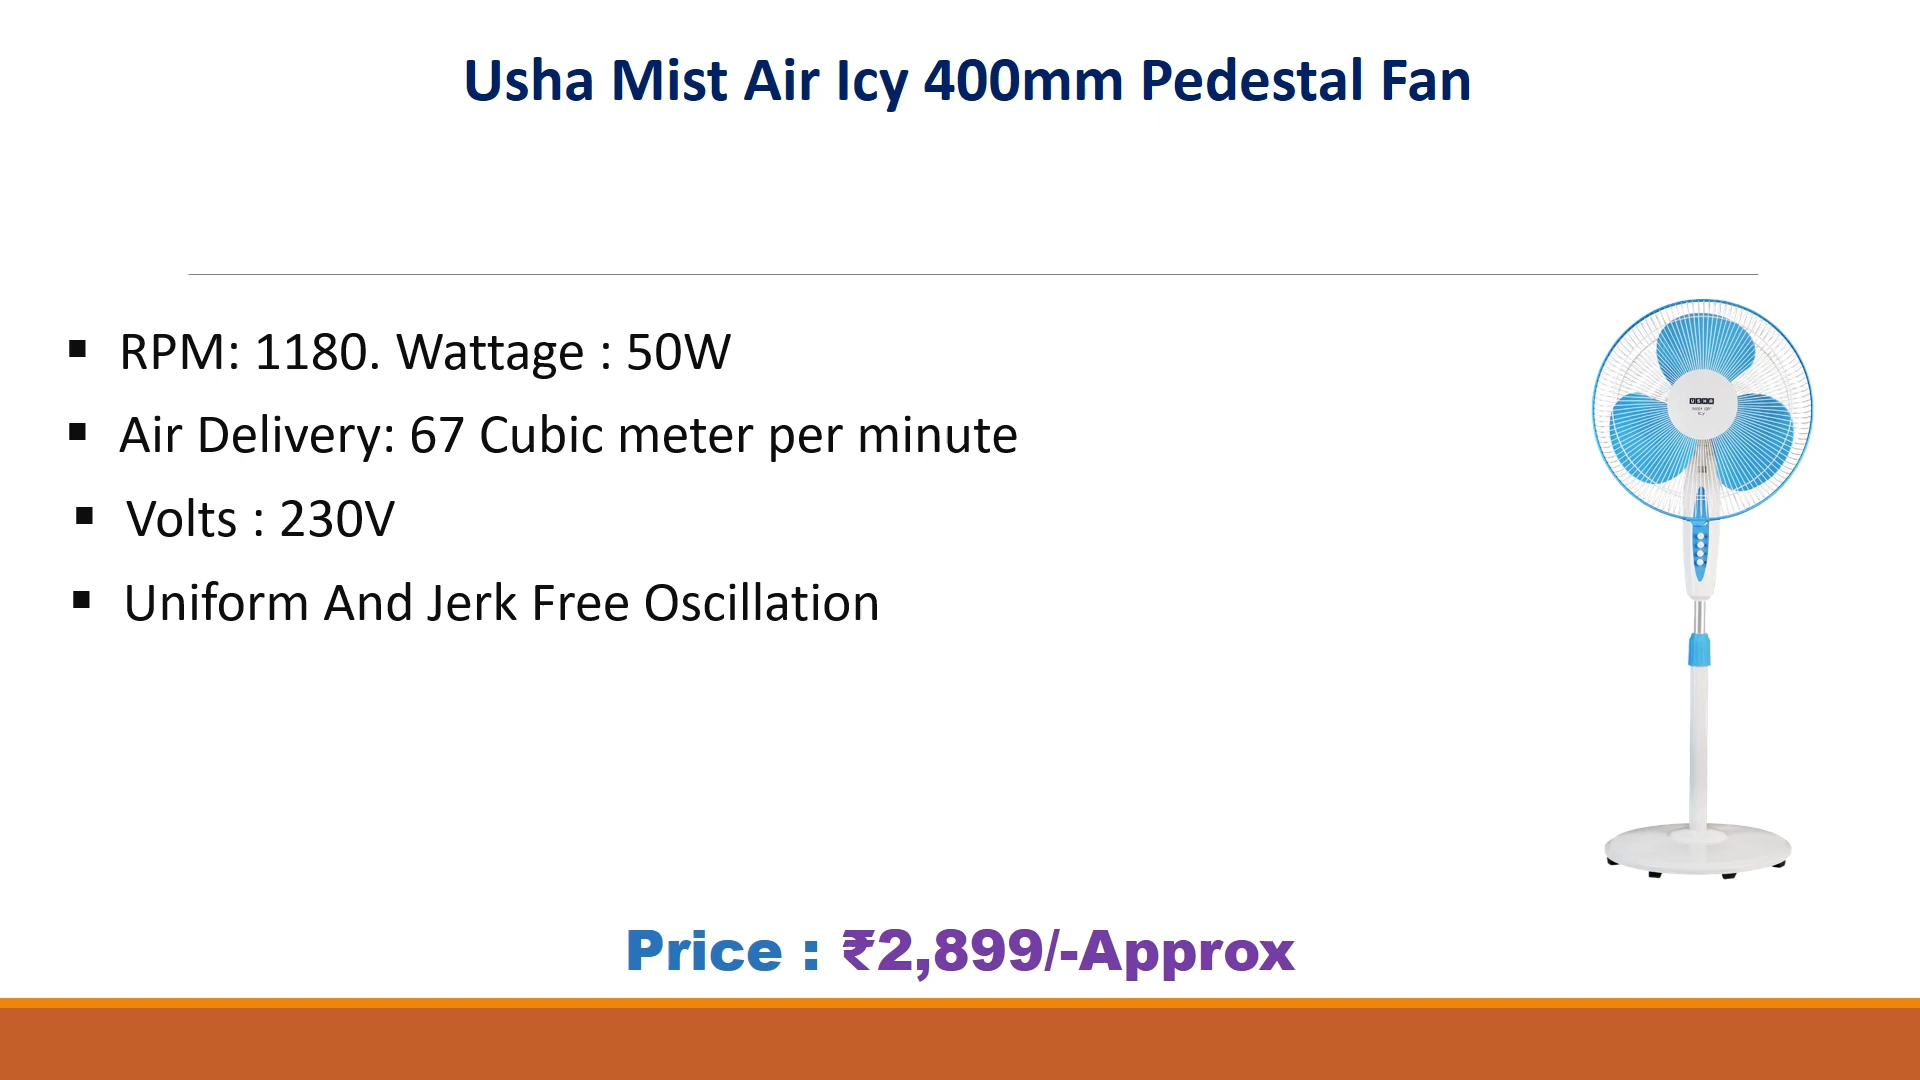 Usha Mist Air Icy 400mm Pedestal Fan
▪ RPM: 1180. Wattage : 50W
▪ Air Delivery: 67 Cubic meter per minute
▪ Volts : 230V
▪ Uniform And Jerk Free Oscillation
USHA
Price : ₹2,899/-Approx